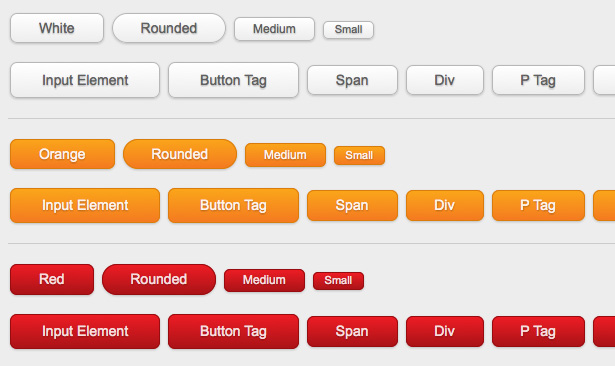 White Rounded Medium Small
Input Element Button Tag Span Div P Tag
Orange Rounded Medium Small
Input Element Button Tag Span Div P Tag
Red Rounded Medium Small
Input Element Button Tag Span Div P Tag